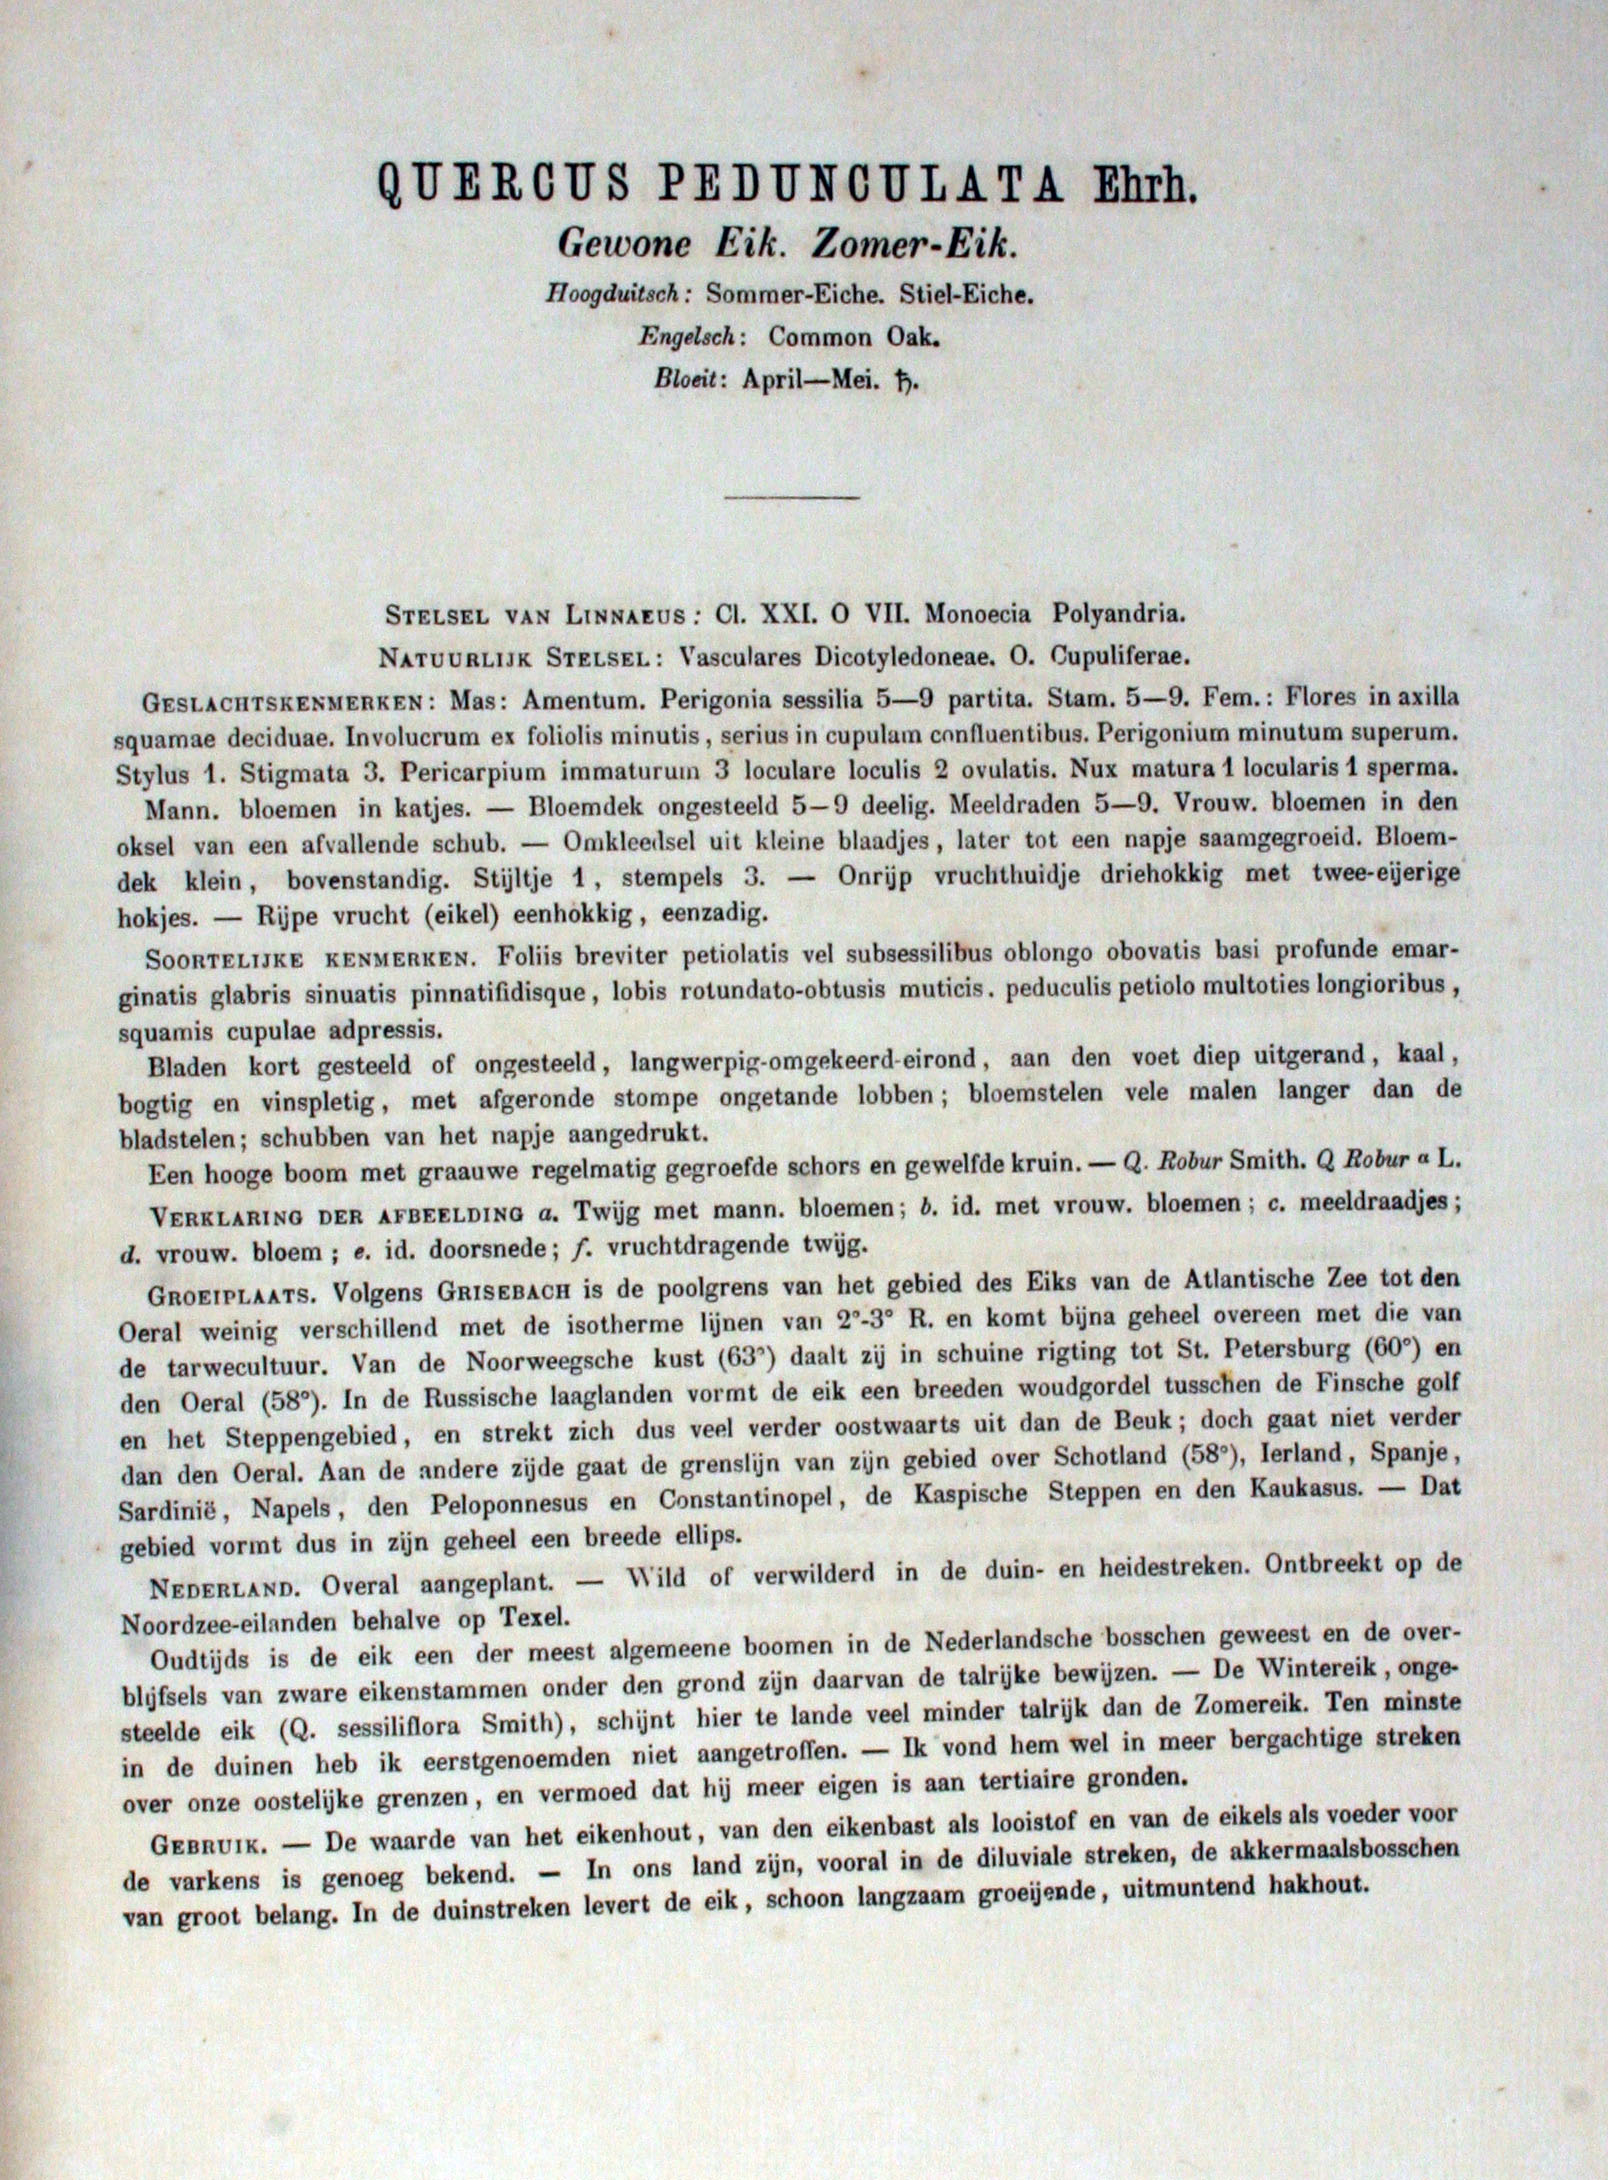 QUERCUS PEDUNCULATA Ehrh.
Gewone Eik. Zomer-Eik.
Hoogduitsch: Sommer-Eiche. Stiel-Eiche.
Engelsch: Common Oak.
Bloeit: April—Mei. ♄.
STELSEL VAN LINNAEUS: Cl. XXI. O VII. Monoecia Polyandria.
NATUURLIJK STELSEL: Vasculares Dicotyledoneae. O. Cupuliferae.
GESLACHTSKENMERKEN: Mas: Amentum. Perigonia sessilia 5—9 partita. Stam. 5—9. Fem.: Flores in axilla
squamae deciduae. Involucrum ex foliolis minutis, serius in cupulam confluentibus. Perigonium minutum superum.
Stylus 1. Stigmata 3. Pericarpium immaturum 3 loculare loculis 2 ovulatis. Nux matura 1 locularis 1 sperma.
Mann. bloemen in katjes. — Bloemdek ongesteeld 5—9 deelig. Meeldraden 5—9. Vrouw. bloemen in den
oksel van een afvallende schub. — Omkleedsel uit kleine blaadjes, later tot een napje saamgegroeid. Bloem-
dek klein, bovenstandig. Stijltje 1, stempels 3. — Onrijp vruchthuidje driehokkig met twee-eijerige
hokjes. — Rijpe vrucht (eikel) eenhokkig, eenzadig.
SOORTELIJKE KENMERKEN. Foliis breviter petiolatis vel subsessilibus oblongo obovatis basi profunde emar-
ginatis glabris sinuatis pinnatifidisque, lobis rotundato-obtusis muticis. peduculis petiolo multoties longioribus,
squamis cupulae adpressis.
Bladen kort gesteeld of ongesteeld, langwerpig-omgekeerd-eirond, aan den voet diep uitgerand, kaal,
bogtig en vinspletig, met afgeronde stompe ongetande lobben; bloemstelen vele malen langer dan de
bladstelen; schubben van het napje aangedrukt.
Een hooge boom met graauwe regelmatig gegroefde schors en gewelfde kruin. — Q. Robur Smith. Q Robur α L.
VERKLARING DER AFBEELDING a. Twijg met mann. bloemen; b. id. met vrouw. bloemen; c. meeldraadjes;
d. vrouw. bloem; e. id. doorsnede; f. vruchtdragende twijg.
GROEIPLAATS. Volgens GRISEBACH is de poolgrens van het gebied des Eiks van de Atlantische Zee tot den
Oeral weinig verschillend met de isotherme lijnen van 2°-3° R. en komt bijna geheel overeen met die van
de tarwecultuur. Van de Noorweegsche kust (63°) daalt zij in schuine rigting tot St. Petersburg (60°) en
den Oeral (58°). In de Russische laaglanden vormt de eik een breeden woudgordel tusschen de Finsche golf
en het Steppengebied, en strekt zich dus veel verder oostwaarts uit dan de Beuk; doch gaat niet verder
dan den Oeral. Aan de andere zijde gaat de grenslijn van zijn gebied over Schotland (58°), Ierland, Spanje,
Sardinië, Napels, den Peloponnesus en Constantinopel, de Kaspische Steppen en den Kaukasus. — Dat
gebied vormt dus in zijn geheel een breede ellips.
NEDERLAND. Overal aangeplant. — Wild of verwilderd in de duin- en heidestreken. Ontbreekt op de
Noordzee-eilanden behalve op Texel.
Oudtijds is de eik een der meest algemeene boomen in de Nederlandsche bosschen geweest en de over-
blijfsels van zware eikenstammen onder den grond zijn daarvan de talrijke bewijzen. — De Wintereik, onge-
steelde eik (Q. sessiliflora Smith), schijnt hier te lande veel minder talrijk dan de Zomereik. Ten minste
in de duinen heb ik eerstgenoemden niet aangetroffen. — Ik vond hem wel in meer bergachtige streken
over onze oostelijke grenzen, en vermoed dat hij meer eigen is aan tertiaire gronden.
GEBRUIK. — De waarde van het eikenhout, van den eikenbast als looistof en van de eikels als voeder voor
de varkens is genoeg bekend. — In ons land zijn, vooral in de diluviale streken, de akkermaalsbosschen
van groot belang. In de duinstreken levert de eik, schoon langzaam groeijende, uitmuntend hakhout.